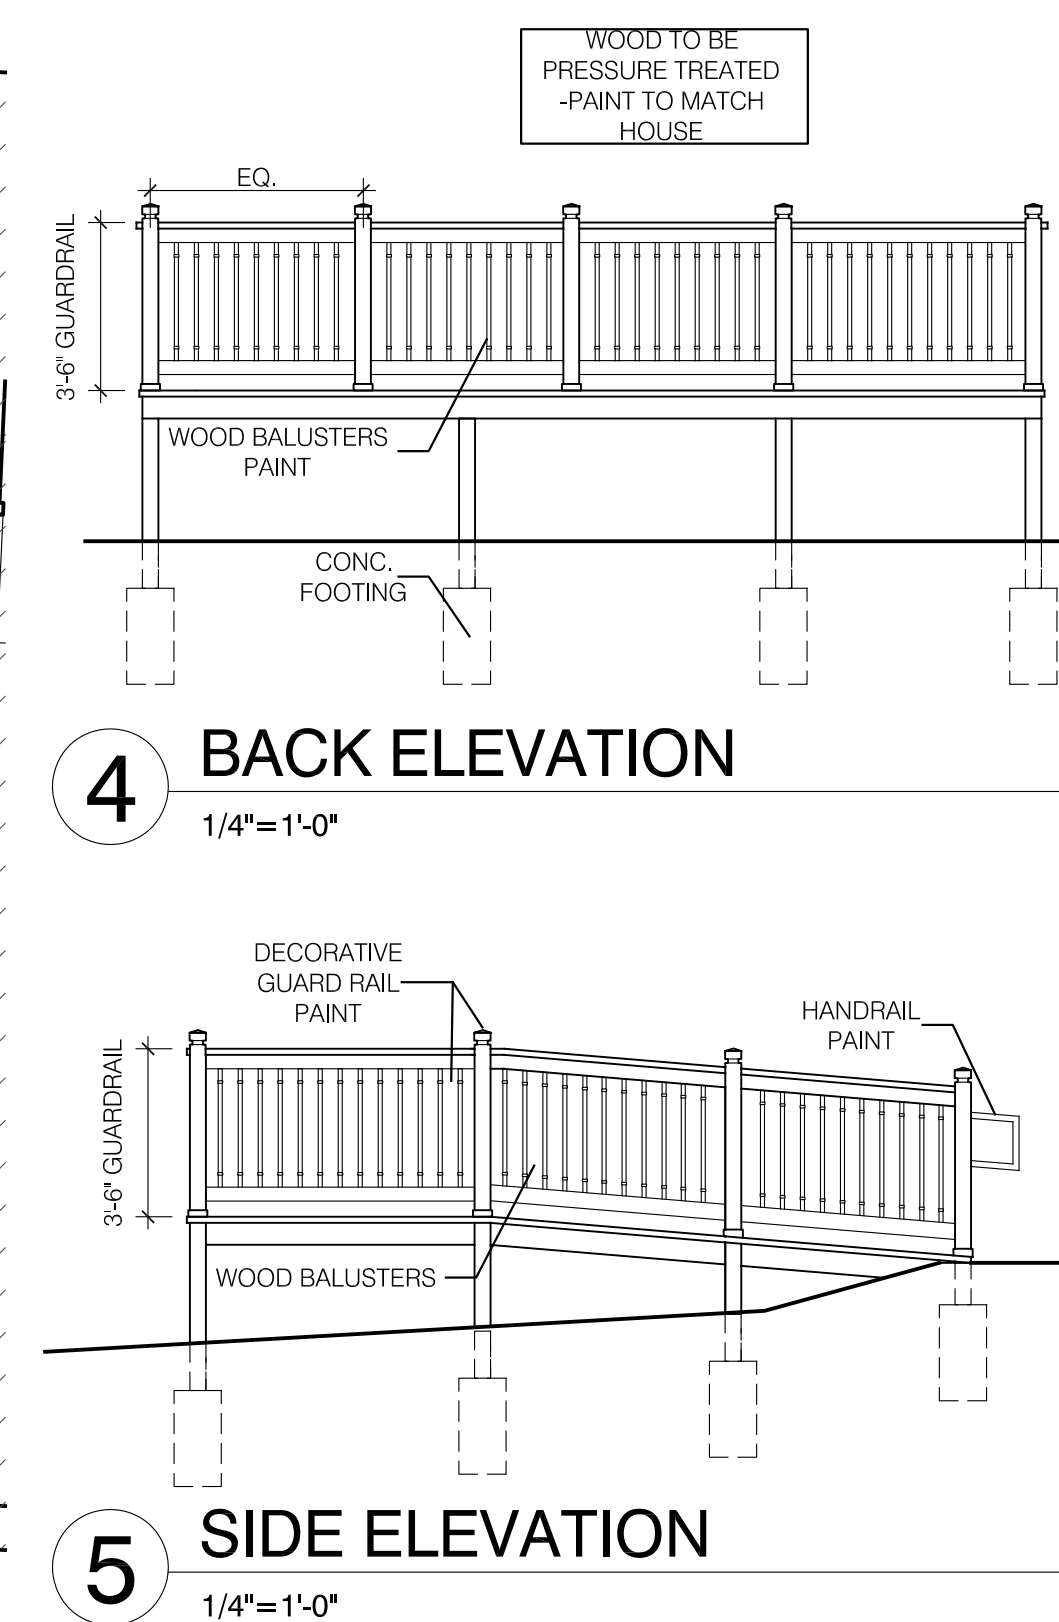 WOOD TO BE
PRESSURE TREATED
-PAINT TO MATCH
HOUSE
EQ.
3'-6" GUARDRAIL
WOOD BALUSTERS
PAINT
CONC.
FOOTING
4
BACK ELEVATION
1/4"=1'-0"
DECORATIVE
GUARD RAIL
PAINT
HANDRAIL
PAINT
3'-6" GUARDRAIL
WOOD BALUSTERS
5
SIDE ELEVATION
1/4"=1'-0"